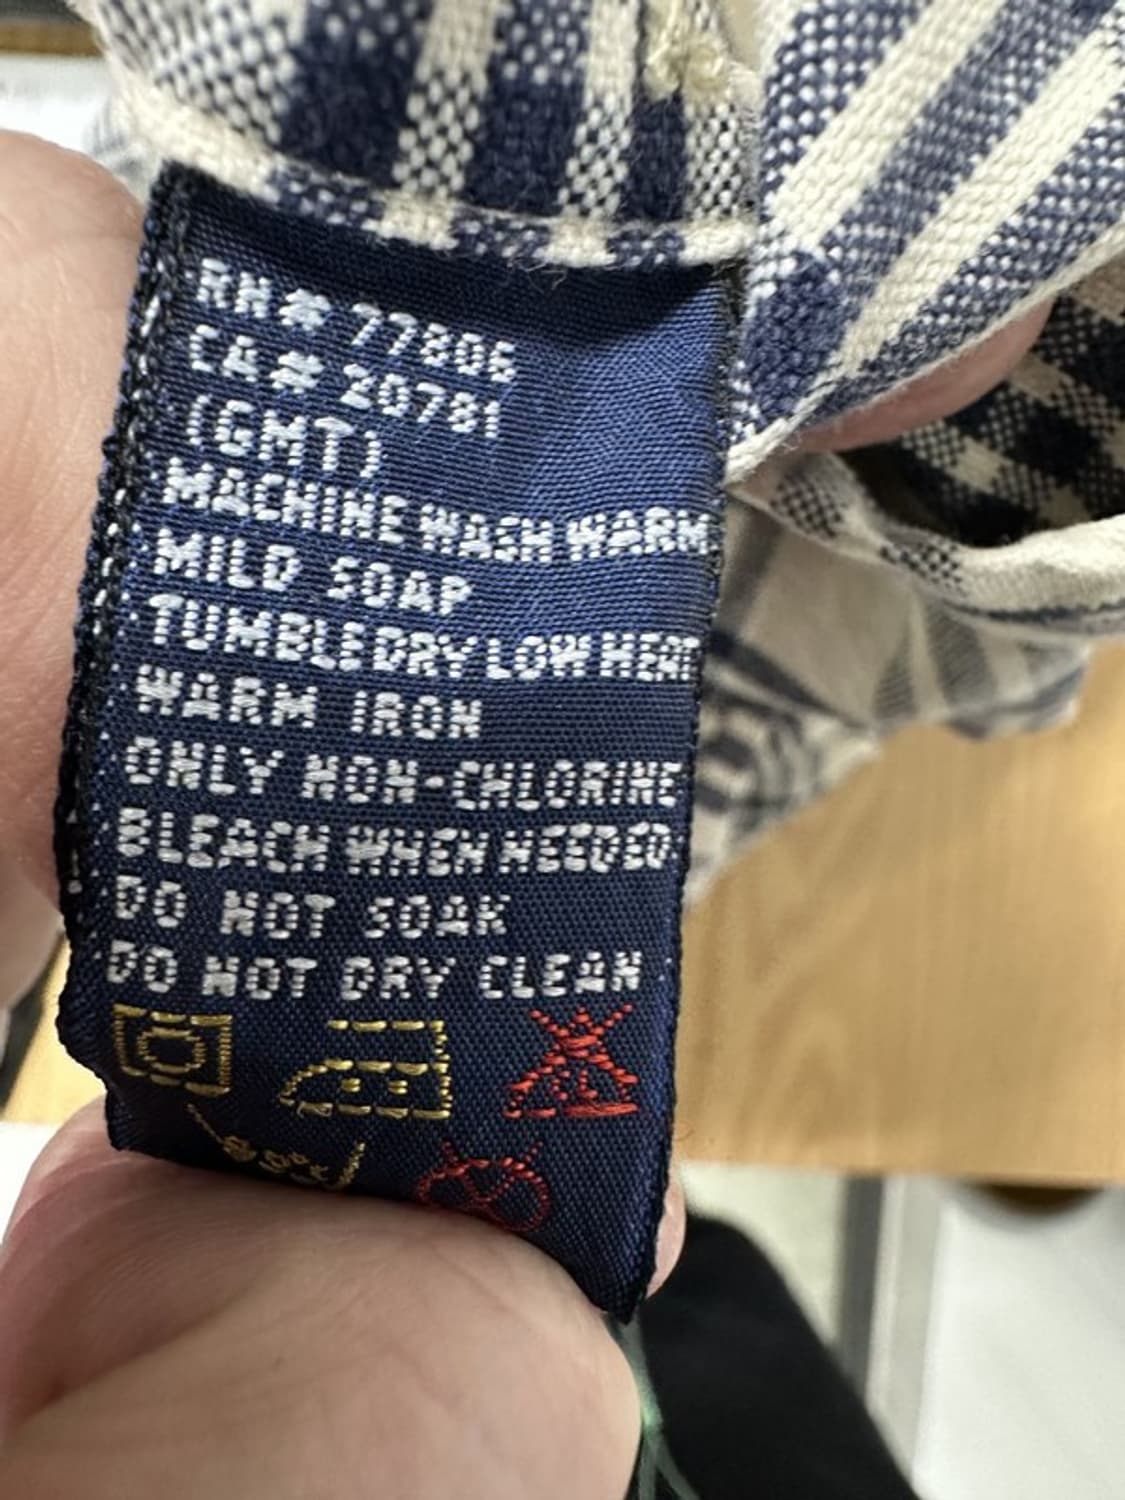 RN# 77806
CA# 20781
(GMT)
MACHINE WASH WARM
MILD SOAP
TUMBLE DRY LOW HEAT
WARM IRON
ONLY NON-CHLORINE
BLEACH WHEN NEEDED
DO NOT SOAK
DO NOT DRY CLEAN
CL